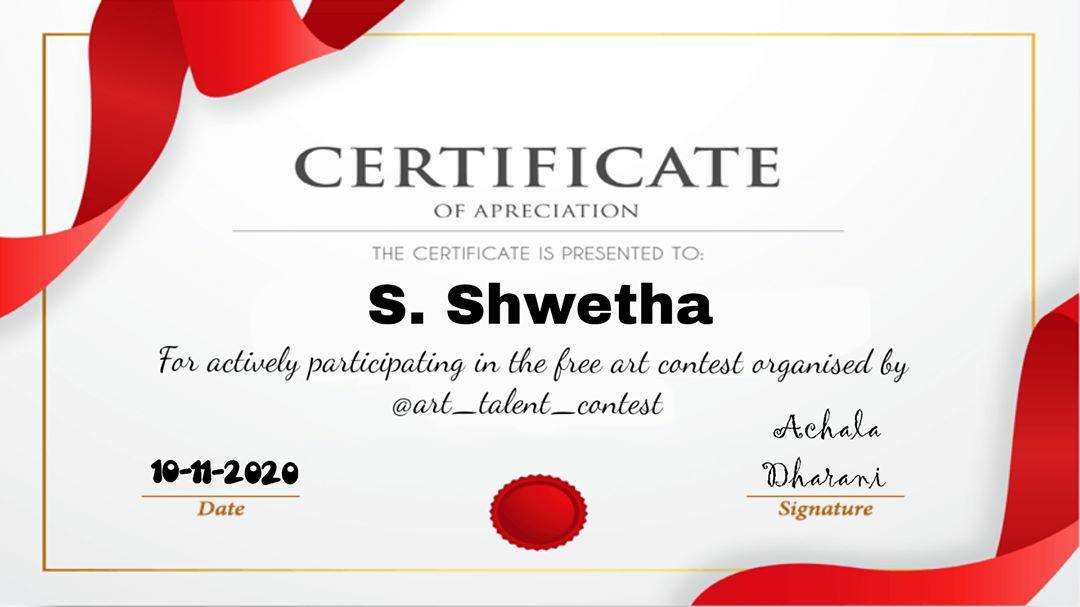 CERTIFICATE
OF APRECIATION
THE CERTIFICATE IS PRESENTED TO:
S. Shwetha
For actively participating in the free art contest organised by
@art_talent_contest
Achala
Dharani
10-11-2020
Date
Signature